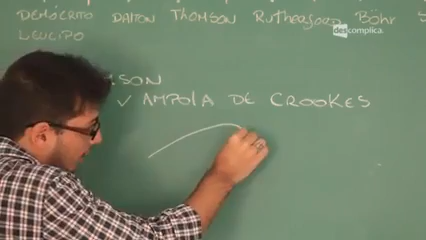 DEMÓCRITO DALTON THOMSON RUTHERFORD BÖHR
LEUCIPO
descomplica.
SON
✓ AMPOLA DE CROOKES